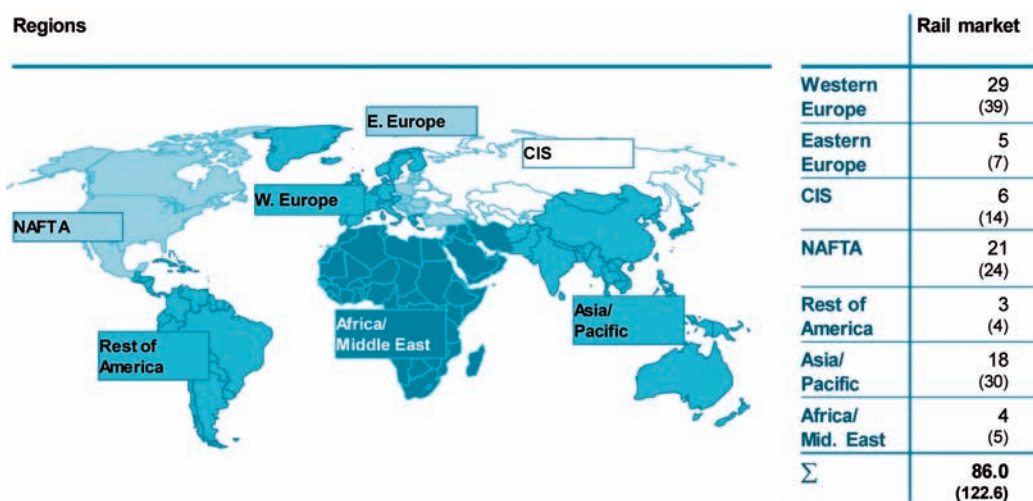 Regions
Rail market
E. Europe
CIS
W. Europe
NAFTA
Asia/
Pacific
Africa/
Middle East
Rest of
America
Western
Europe
29
(39)
Eastern
Europe
5
(7)
CIS
6
(14)
NAFTA
21
(24)
Rest of
America
3
(4)
Asia/
Pacific
18
(30)
Africa/
Mid. East
4
(5)
Σ
86.0
(122.6)